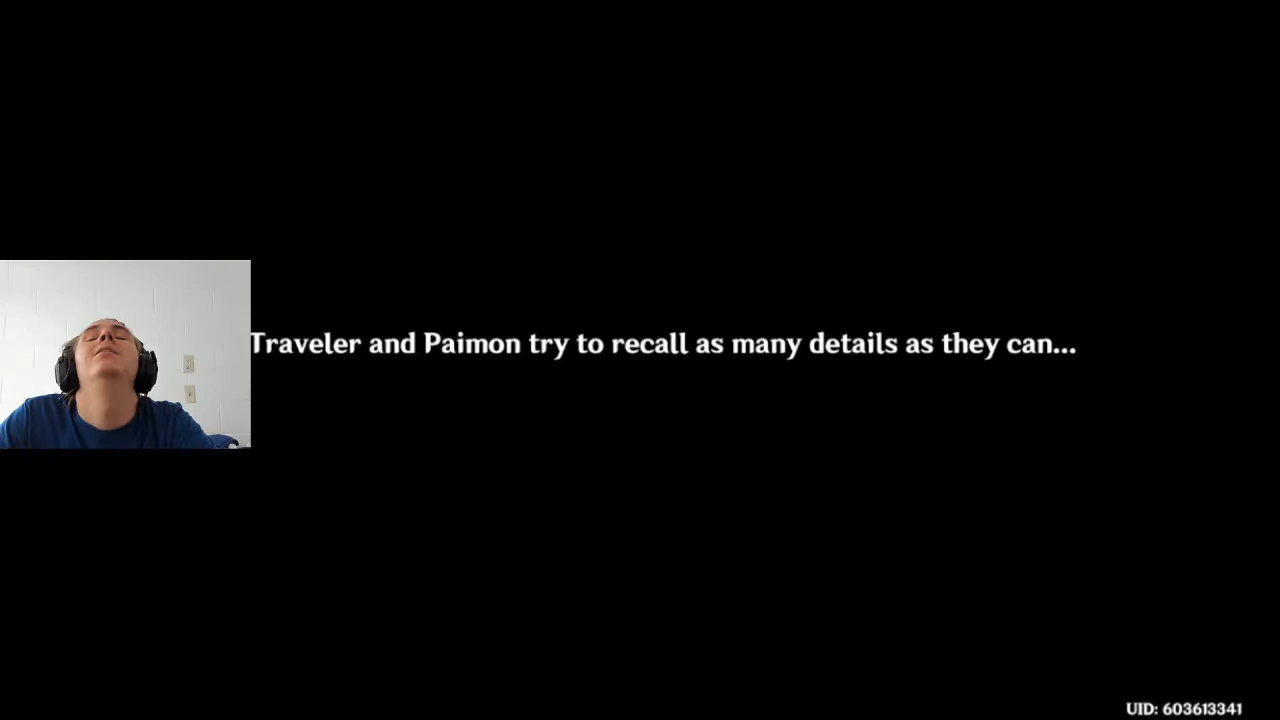 Traveler and Paimon try to recall as many details as they can...
UID: 603613341